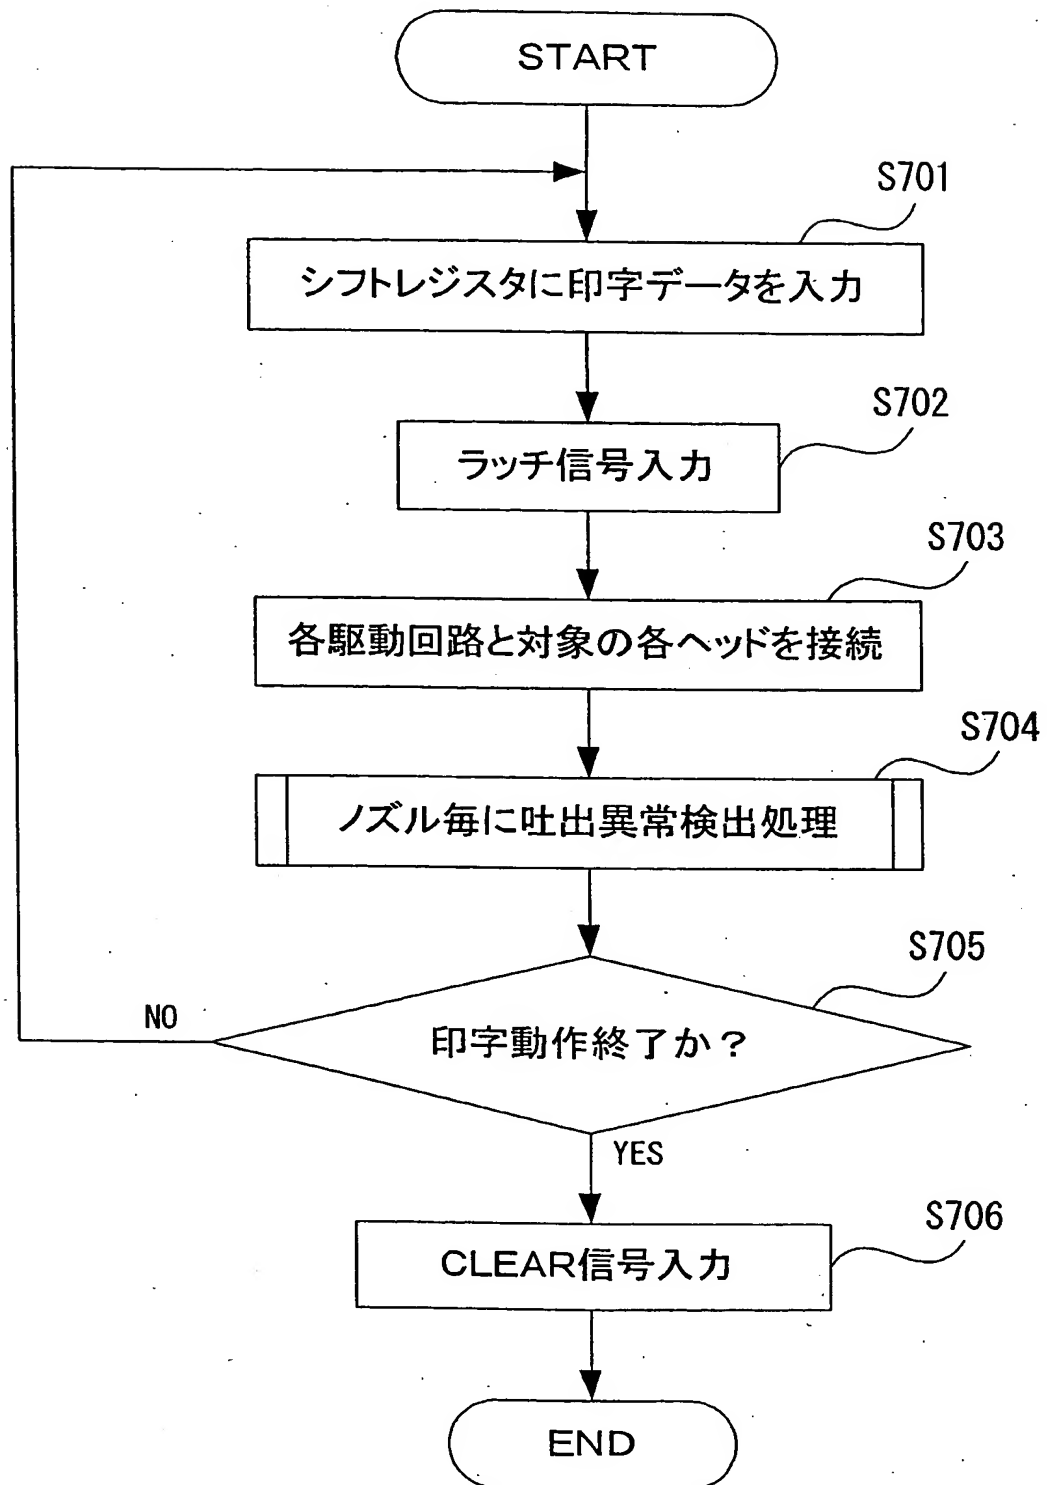 START
S701
シフトレジスタに印字データを入力
S702
ラッチ信号入力
S703
各駆動回路と対象の各ヘッドを接続
S704
ノズル毎に吐出異常検出処理
S705
NO
印字動作終了か？
YES
S706
CLEAR信号入力
END